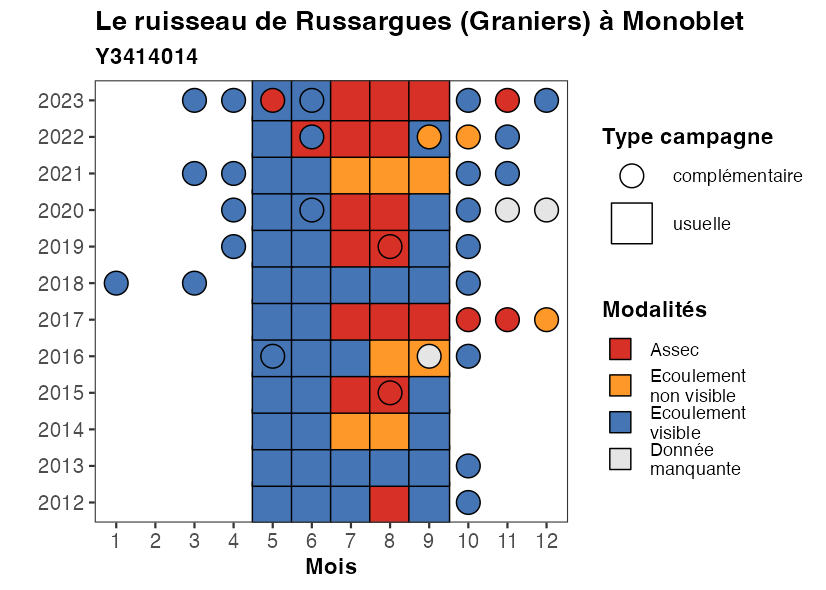 Le ruisseau de Russargues (Graniers) à Monoblet
Y3414014
2023
2022
2021
2020
2019
2018
2017
2016
2015
2014
2013
2012
1 2 3 4 5 6 7 8 9 10 11 12
Mois
Type campagne
complémentaire
usuelle
Modalités
Assec
Ecoulement
non visible
Ecoulement
visible
Donnée
manquante